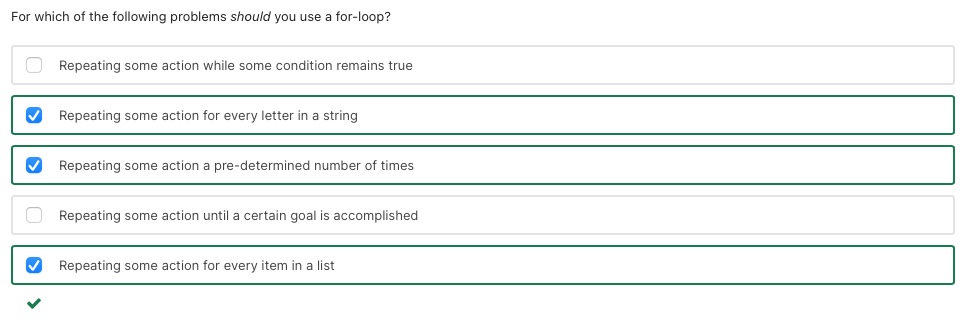 For which of the following problems should you use a for-loop?
Repeating some action while some condition remains true
Repeating some action for every letter in a string
Repeating some action a pre-determined number of times
Repeating some action until a certain goal is accomplished
Repeating some action for every item in a list